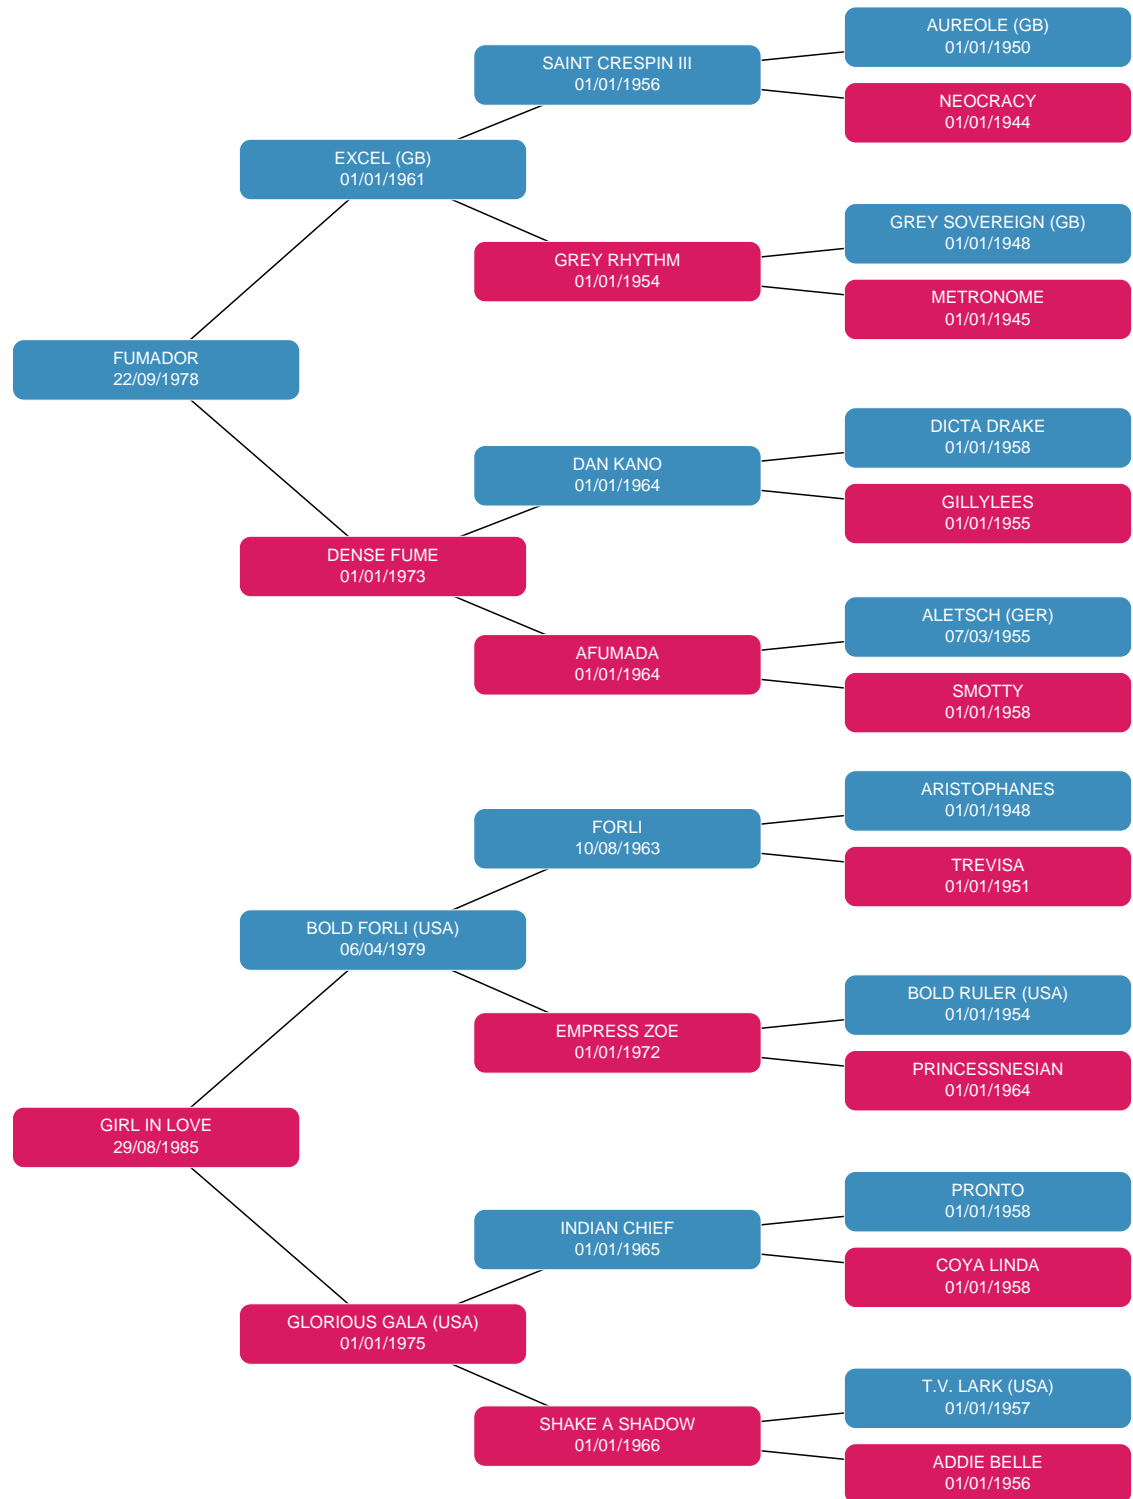 AUREOLE (GB)
01/01/1950
SAINT CRESPIN III
01/01/1956
NEOCRACY
01/01/1944
EXCEL (GB)
01/01/1961
GREY SOVEREIGN (GB)
01/01/1948
GREY RHYTHM
01/01/1954
METRONOME
01/01/1945
FUMADOR
22/09/1978
DICTA DRAKE
01/01/1958
DAN KANO
01/01/1964
GILLYLEES
01/01/1955
DENSE FUME
01/01/1973
ALETSCH (GER)
07/03/1955
AFUMADA
01/01/1964
SMOTTY
01/01/1958
ARISTOPHANES
01/01/1948
FORLI
10/08/1963
TREVISA
01/01/1951
BOLD FORLI (USA)
06/04/1979
BOLD RULER (USA)
01/01/1954
EMPRESS ZOE
01/01/1972
PRINCESSNESIAN
01/01/1964
GIRL IN LOVE
29/08/1985
PRONTO
01/01/1958
INDIAN CHIEF
01/01/1965
COYA LINDA
01/01/1958
GLORIOUS GALA (USA)
01/01/1975
T.V. LARK (USA)
01/01/1957
SHAKE A SHADOW
01/01/1966
ADDIE BELLE
01/01/1956